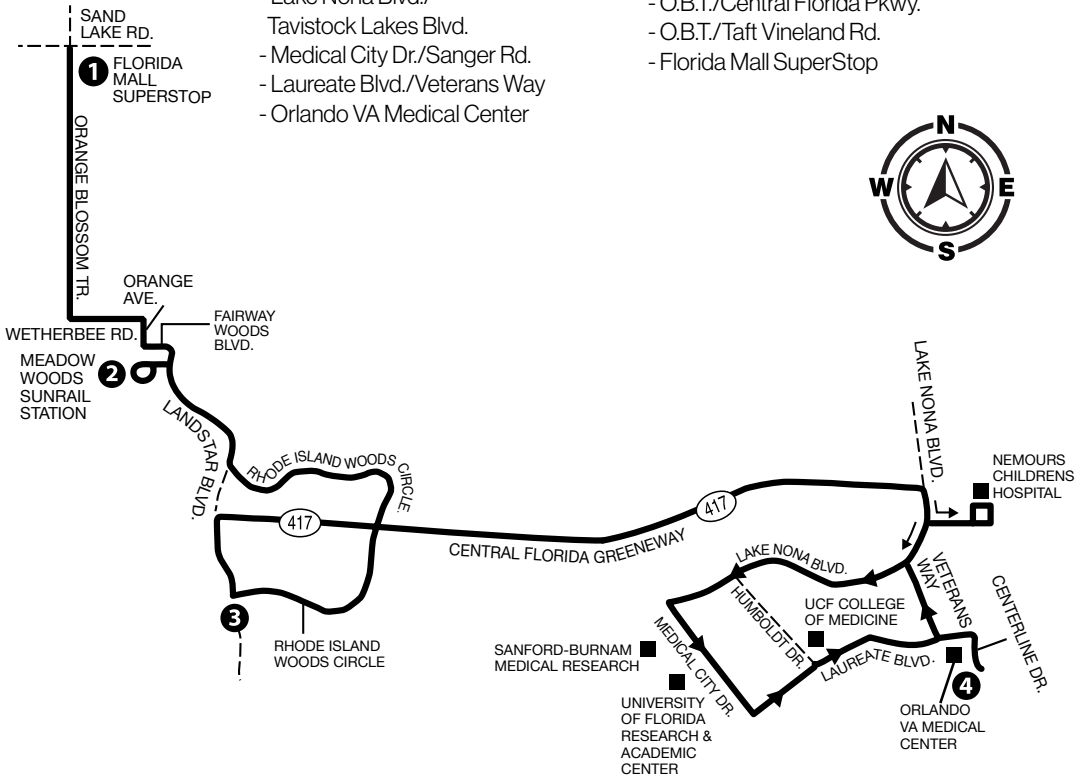 Lake Nona Blvd./
Tavistock Lakes Blvd.
- Medical City Dr./Sanger Rd.
- Laureate Blvd./Veterans Way
- Orlando VA Medical Center
- O.B.T./Central Florida Pkwy.
- O.B.T./Taft Vineland Rd.
- Florida Mall SuperStop
SAND
LAKE RD.
1
FLORIDA
MALL
SUPERSTOP
ORANGE BLOSSOM TR.
N
W
E
S
ORANGE
AVE.
WETHERBEE RD.
FAIRWAY
WOODS
BLVD.
MEADOW
WOODS
SUNRAIL
STATION
2
LANDSTAR BLVD.
RHODE ISLAND WOODS CIRCLE.
417
CENTRAL FLORIDA GREENEWAY
417
LAKE NONA BLVD.
NEMOURS
CHILDRENS
HOSPITAL
3
RHODE ISLAND
WOODS CIRCLE
LAKE NONA BLVD.
HUMBOLDT DR.
UCF COLLEGE
OF MEDICINE
VETERANS
WAY
CENTERLINE DR.
SANFORD-BURNAM
MEDICAL RESEARCH
MEDICAL CITY DR.
LAUREATE BLVD.
4
UNIVERSITY
OF FLORIDA
RESEARCH &
ACADEMIC
CENTER
ORLANDO
VA MEDICAL
CENTER